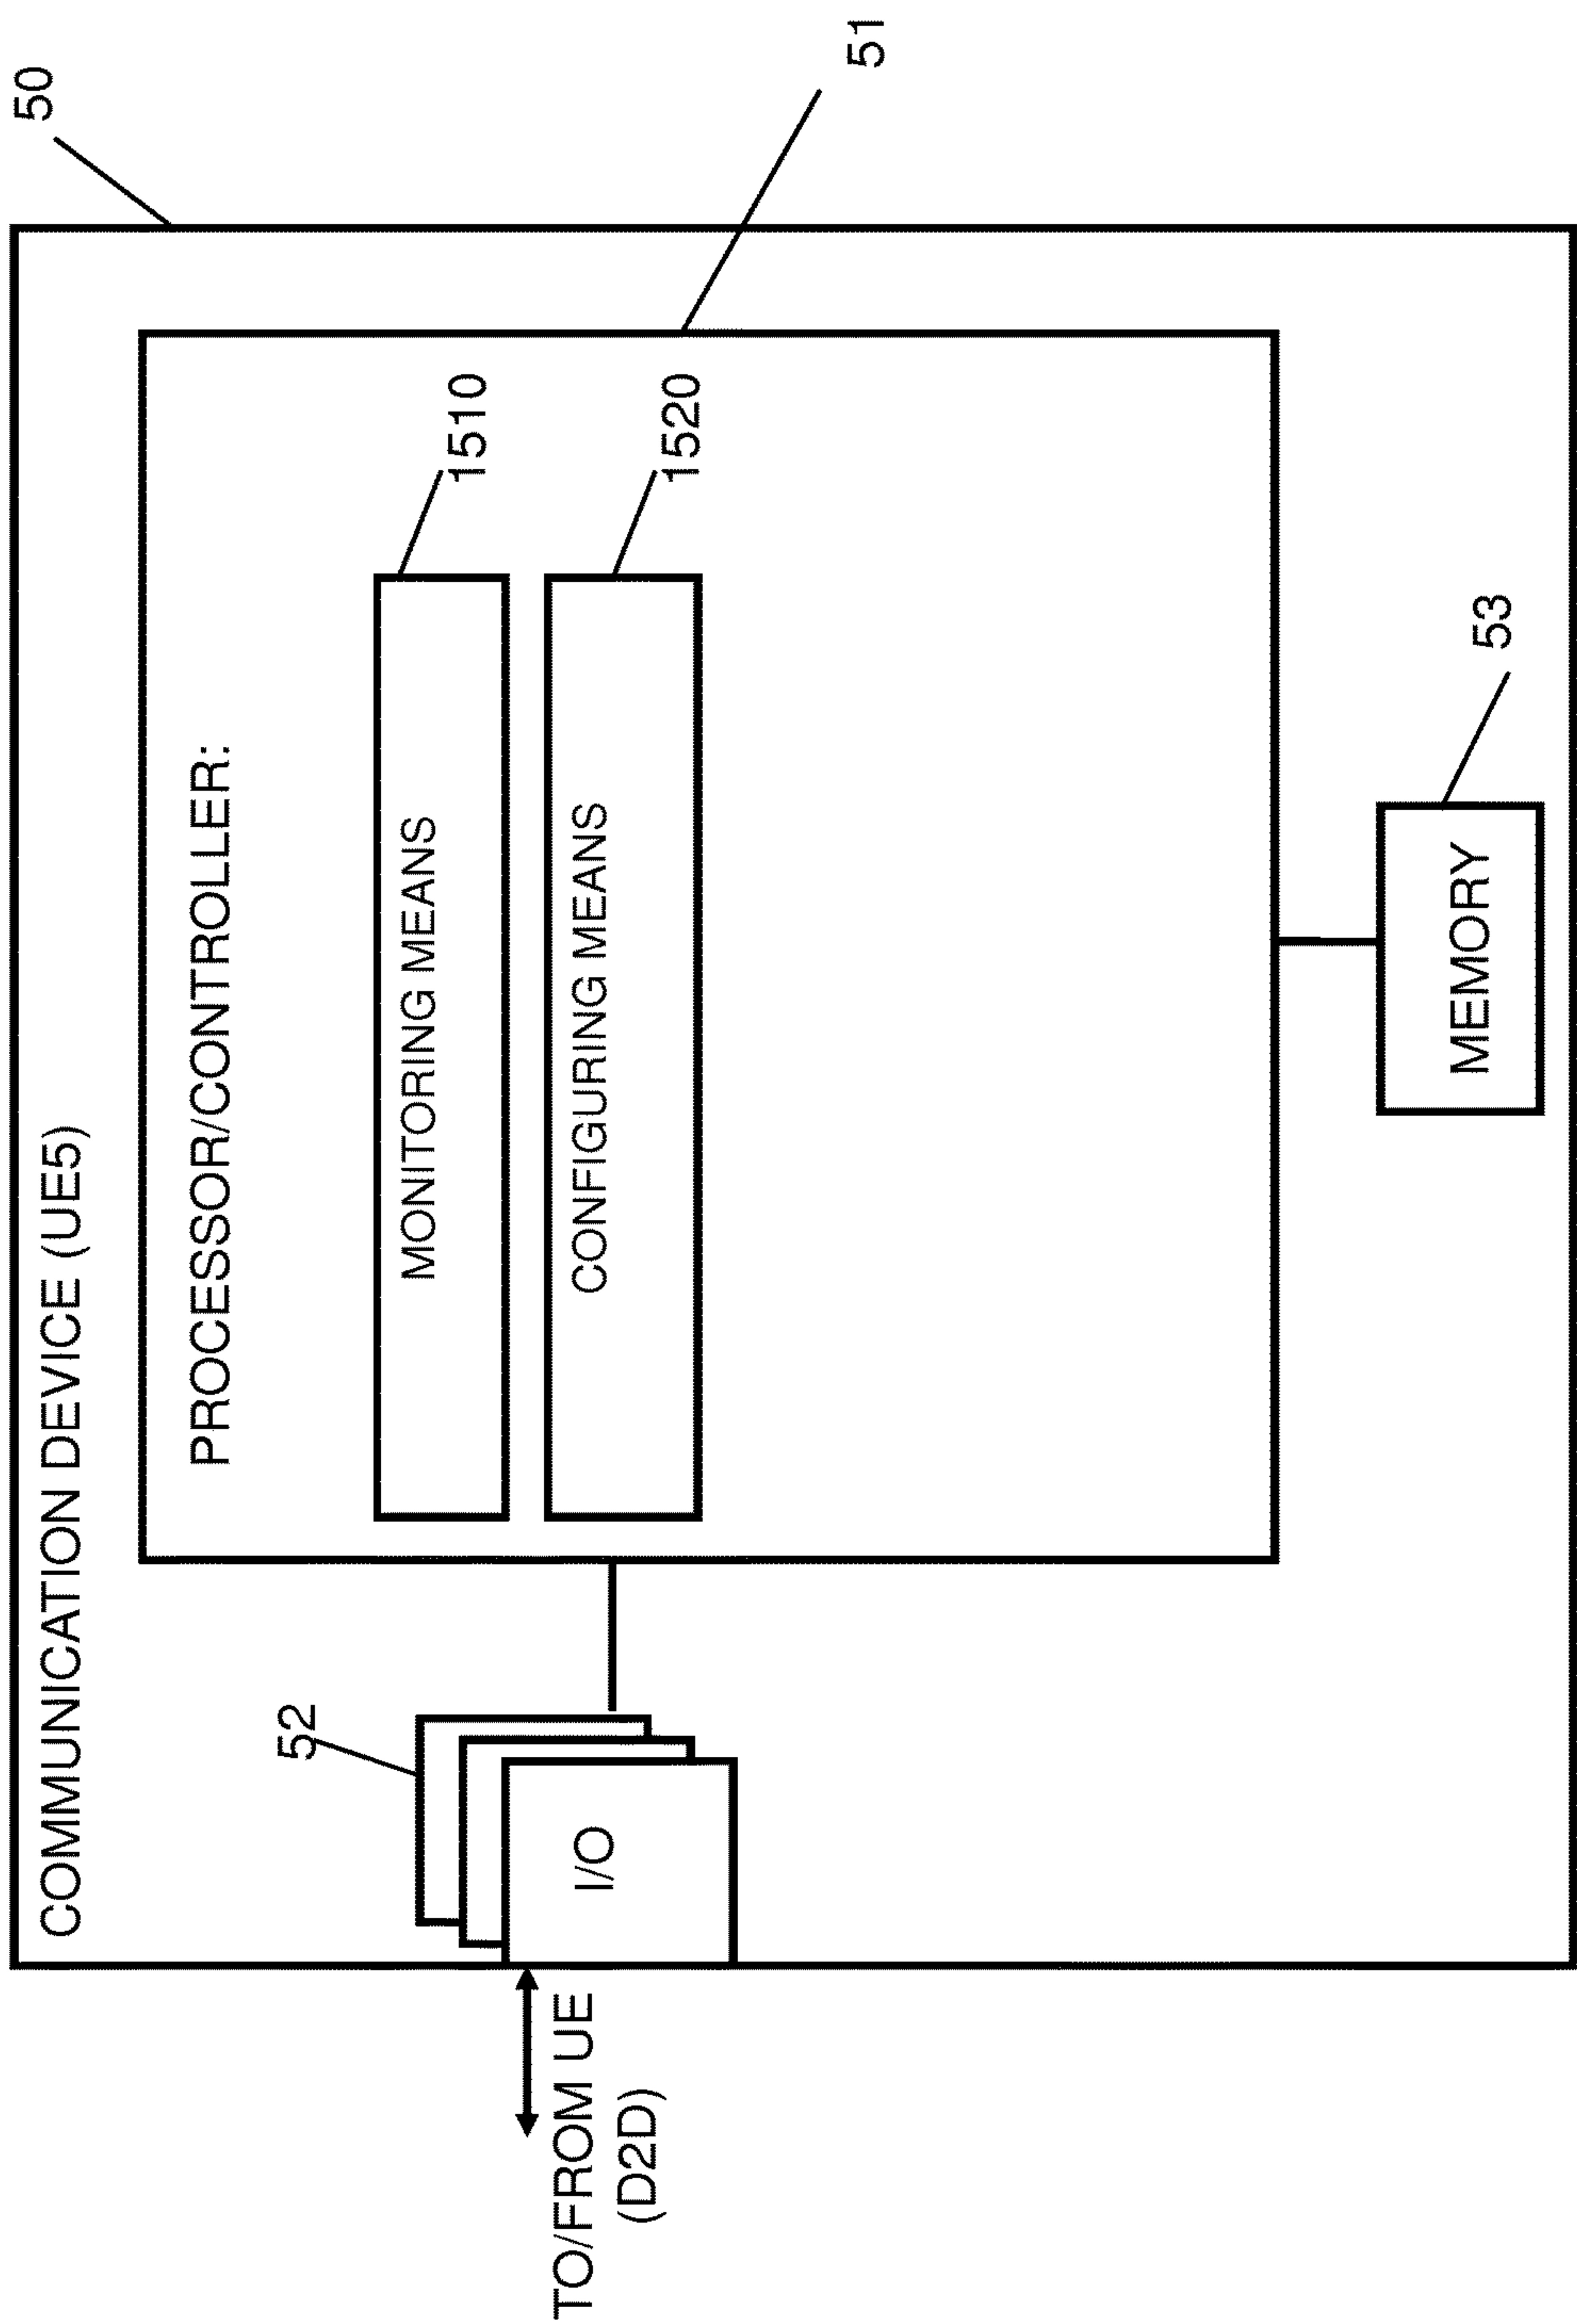 50
COMMUNICATION DEVICE (UE5)
PROCESSOR/CONTROLLER:
52
MONITORING MEANS
1510
TO/FROM UE
(D2D)
I/O
CONFIGURING MEANS
1520
51
MEMORY
53